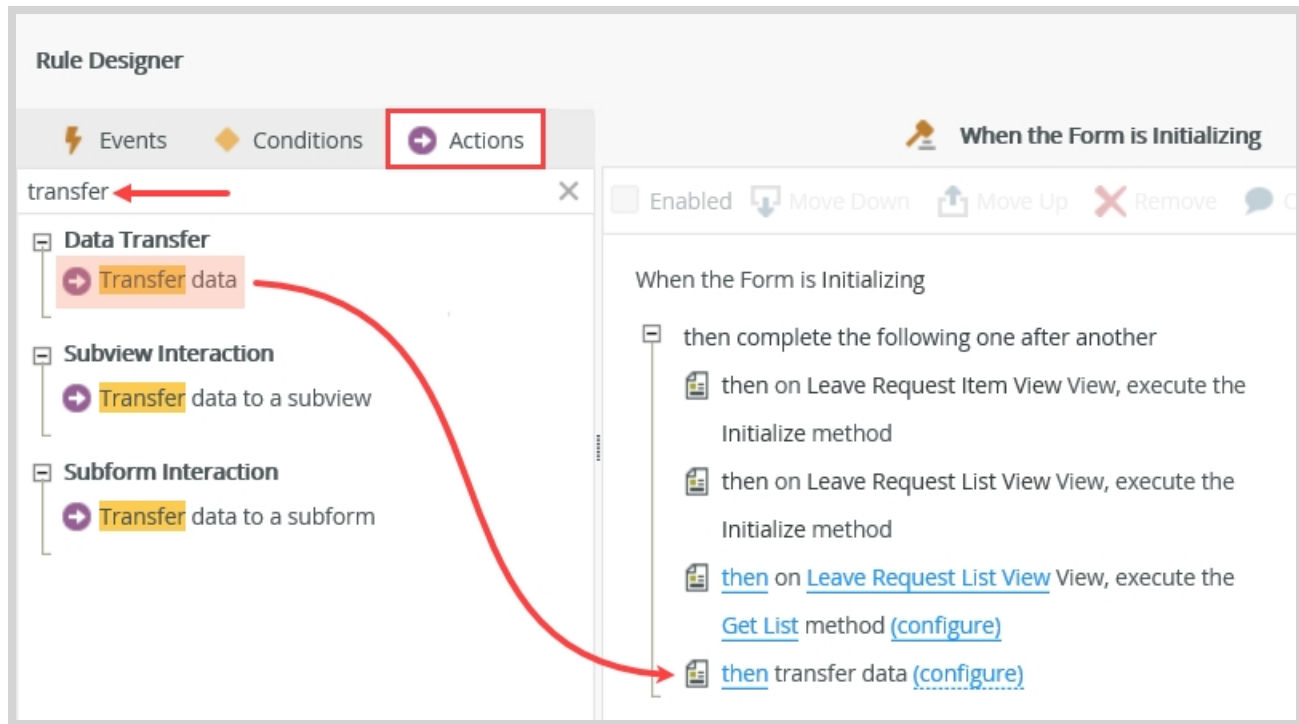 Rule Designer
Events
Conditions
Actions
When the Form is Initializing
transfer
Enabled
Move Down
Move Up
Remove
Data Transfer
Transfer data
Subview Interaction
Transfer data to a subview
Subform Interaction
Transfer data to a subform
When the Form is Initializing
then complete the following one after another
then on Leave Request Item View View, execute the
Initialize method
then on Leave Request List View View, execute the
Initialize method
then on Leave Request List View View, execute the
Get List method (configure)
then transfer data (configure)